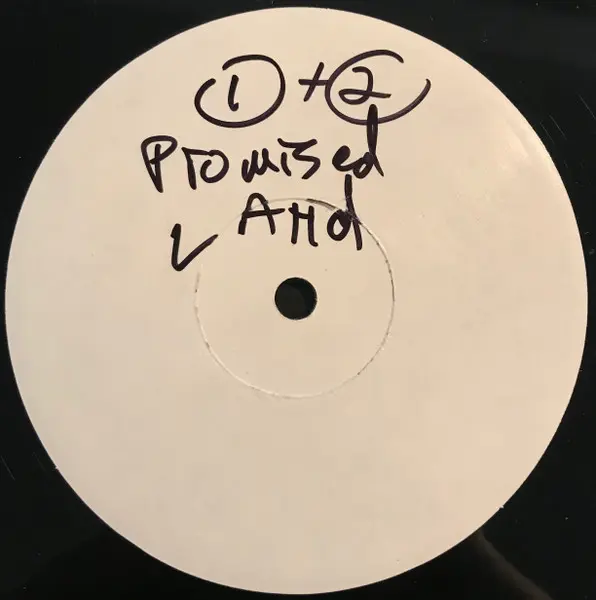 ① + ②
Promised
LAnd